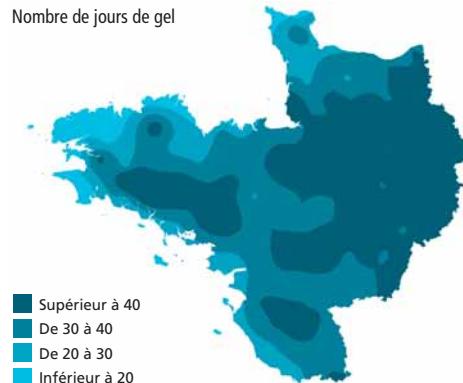 Nombre de jours de gel
Supérieur à 40
De 30 à 40
De 20 à 30
Inférieur à 20